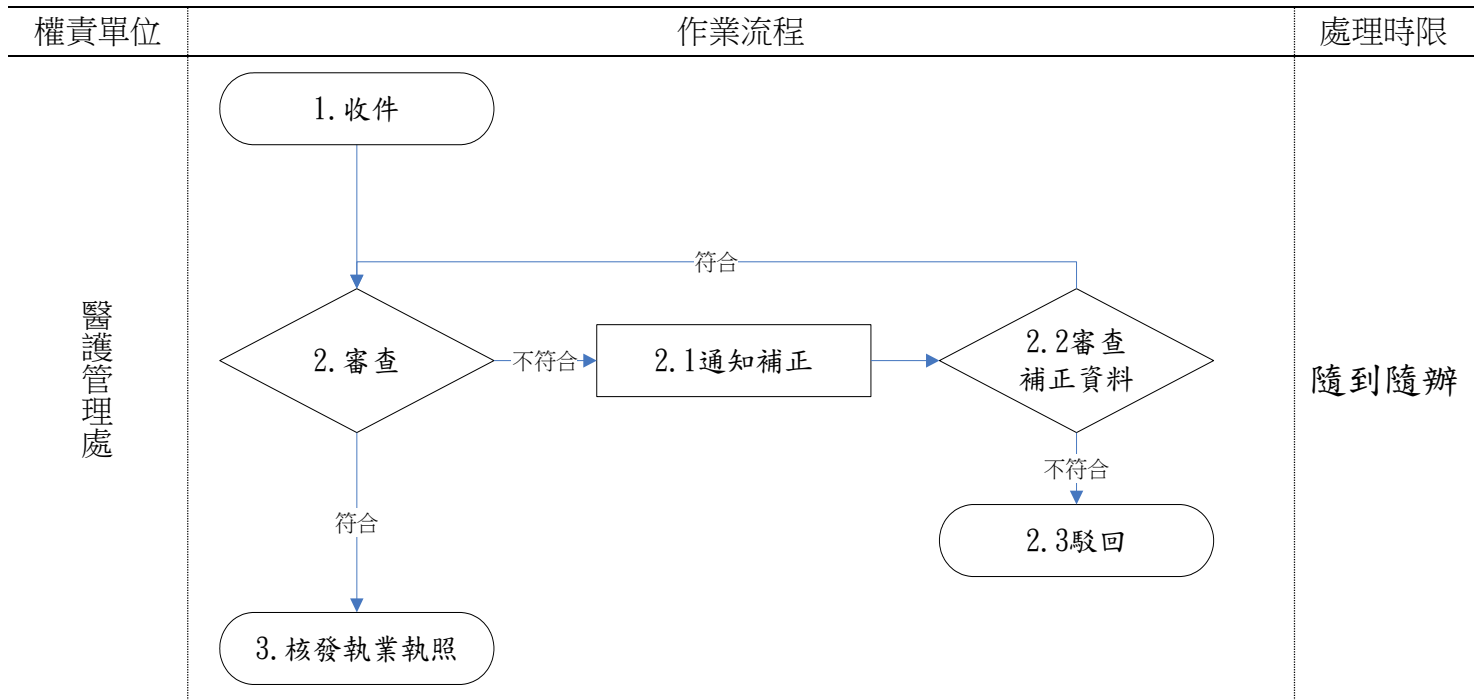 權責單位
作業流程
處理時限
1.收件
符合
醫護管理處
2.審查
不符合
2.1通知補正
2.2審查
補正資料
隨到隨辦
不符合
符合
2.3駁回
3.核發執業執照